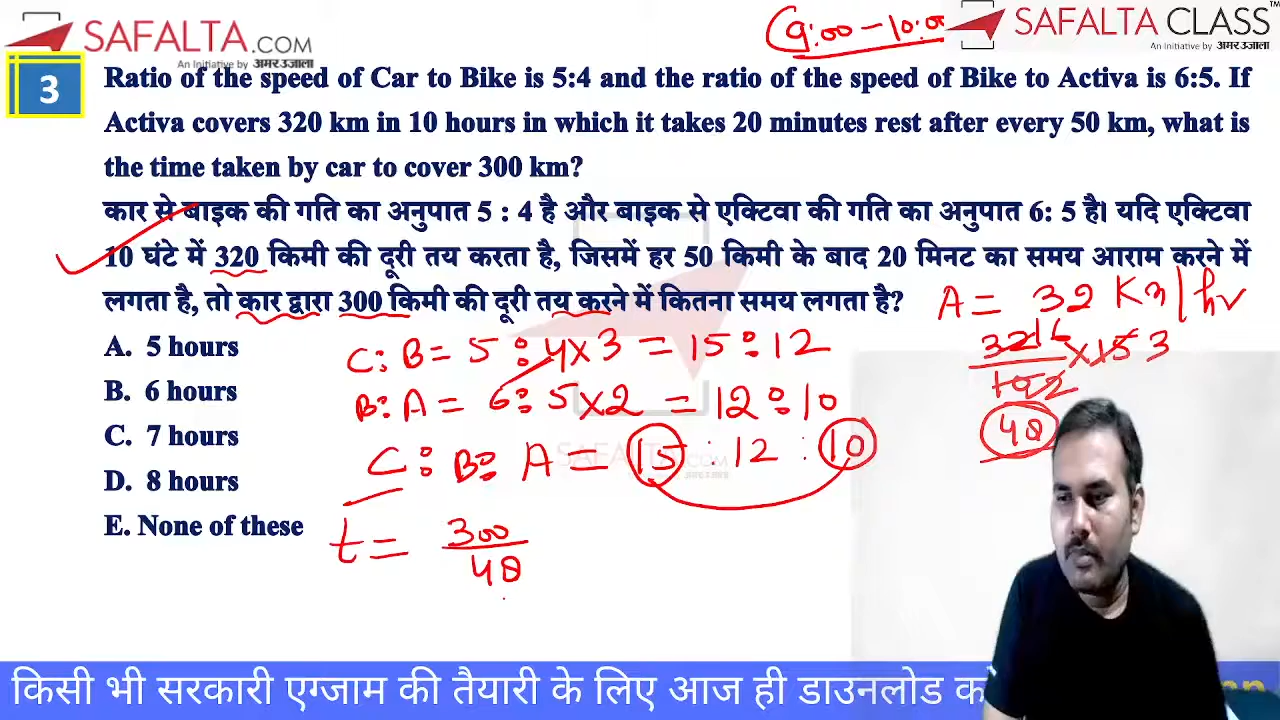 SAFALTA.COM
An Initiative by अमर उजाला
9:00 - 10:00
SAFALTA CLASS™
An Initiative by अमर उजाला
3
Ratio of the speed of Car to Bike is 5:4 and the ratio of the speed of Bike to Activa is 6:5. If
Activa covers 320 km in 10 hours in which it takes 20 minutes rest after every 50 km, what is
the time taken by car to cover 300 km?
कार से बाइक की गति का अनुपात 5 : 4 है और बाइक से एक्टिवा की गति का अनुपात 6: 5 है। यदि एक्टिवा
10 घंटे में 320 किमी की दूरी तय करता है, जिसमें हर 50 किमी के बाद 20 मिनट का समय आराम करने में
लगता है, तो कार द्वारा 300 किमी की दूरी तय करने में कितना समय लगता है?
A. 5 hours
B. 6 hours
C. 7 hours
D. 8 hours
E. None of these
A = 32 Km/hr
C:B = 5:4×3 = 15:12
B:A = 6:5×2 = 12:10
C:B:A = 15:12:10
t = 300/48
48
किसी भी सरकारी एग्जाम की तैयारी के लिए आज ही डाउनलोड